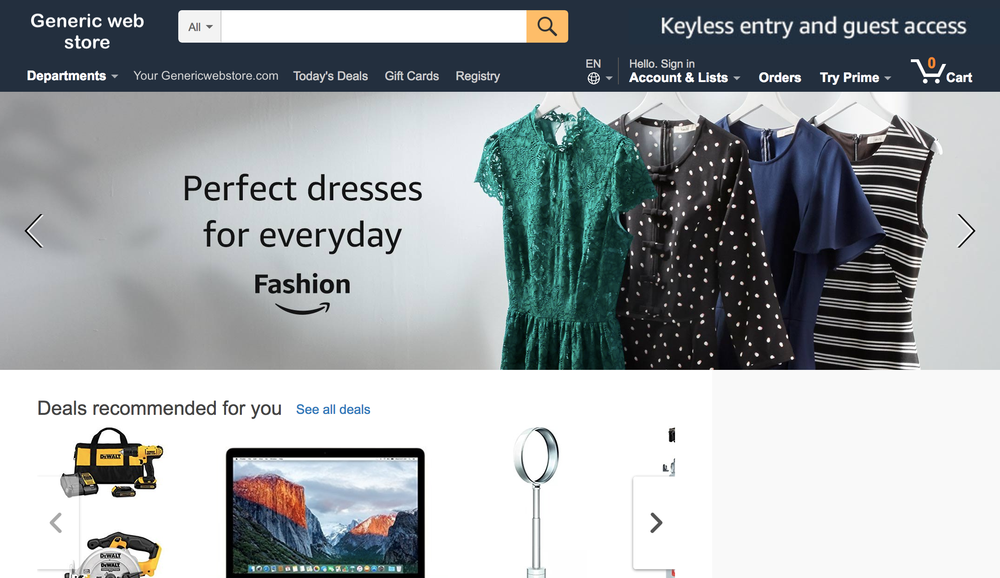 Generic web
store
All
Keyless entry and guest access
Departments
Your Genericwebstore.com
Today's Deals
Gift Cards
Registry
EN
Hello. Sign in
Account & Lists
Orders
Try Prime
0
Cart
Perfect dresses
for everyday
Fashion
Deals recommended for you
See all deals
DEWALT
DEWALT
DEWALT
DEWALT